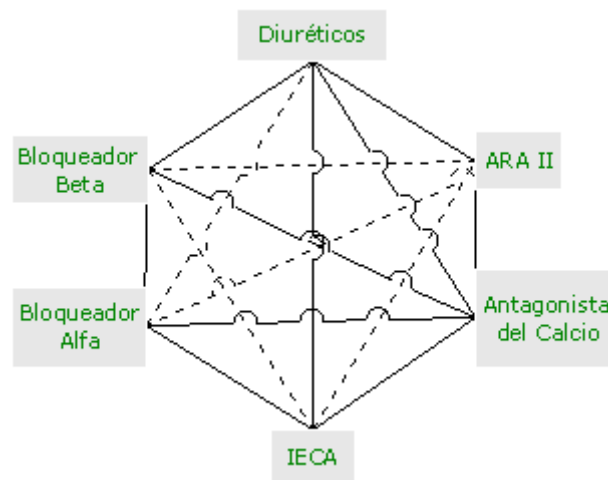 Diuréticos
Bloqueador
Beta
ARA II
Bloqueador
Alfa
Antagonista
del Calcio
IECA